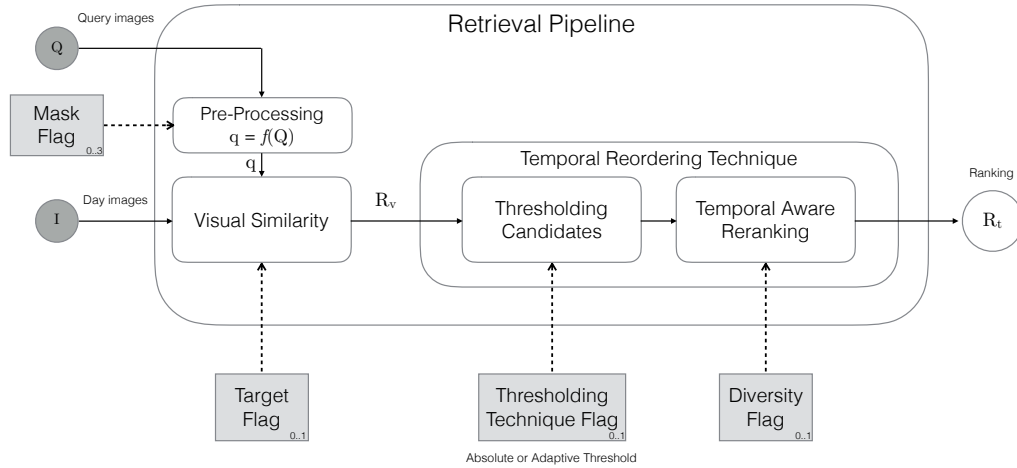 Query images
Retrieval Pipeline
Q
Mask
Flag
0..3
Pre-Processing
q = f(Q)
q
Temporal Reordering Technique
Ranking
Day images
I
Visual Similarity
R_v
Thresholding
Candidates
Temporal Aware
Reranking
R_t
Target
Flag
0..1
Thresholding
Technique Flag
0..1
Diversity
Flag
0..1
Absolute or Adaptive Threshold